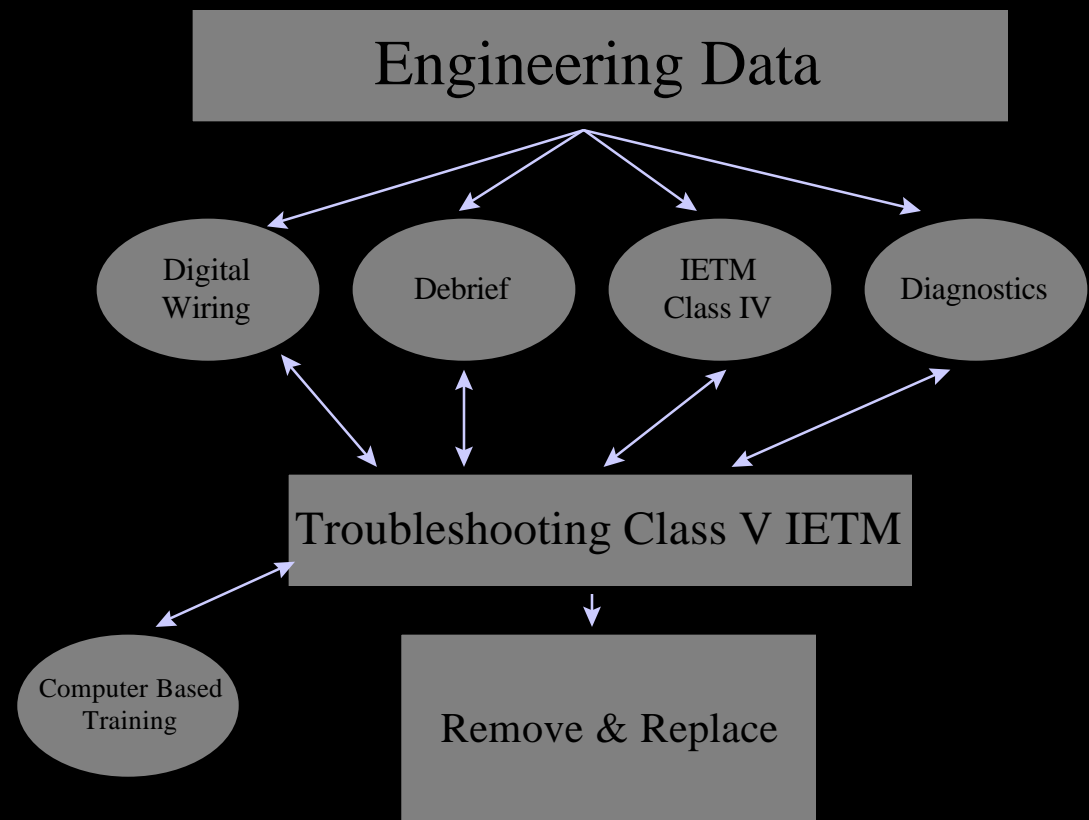 Engineering Data
Digital
Wiring
Debrief
IETM
Class IV
Diagnostics
Troubleshooting Class V IETM
Computer Based
Training
Remove & Replace